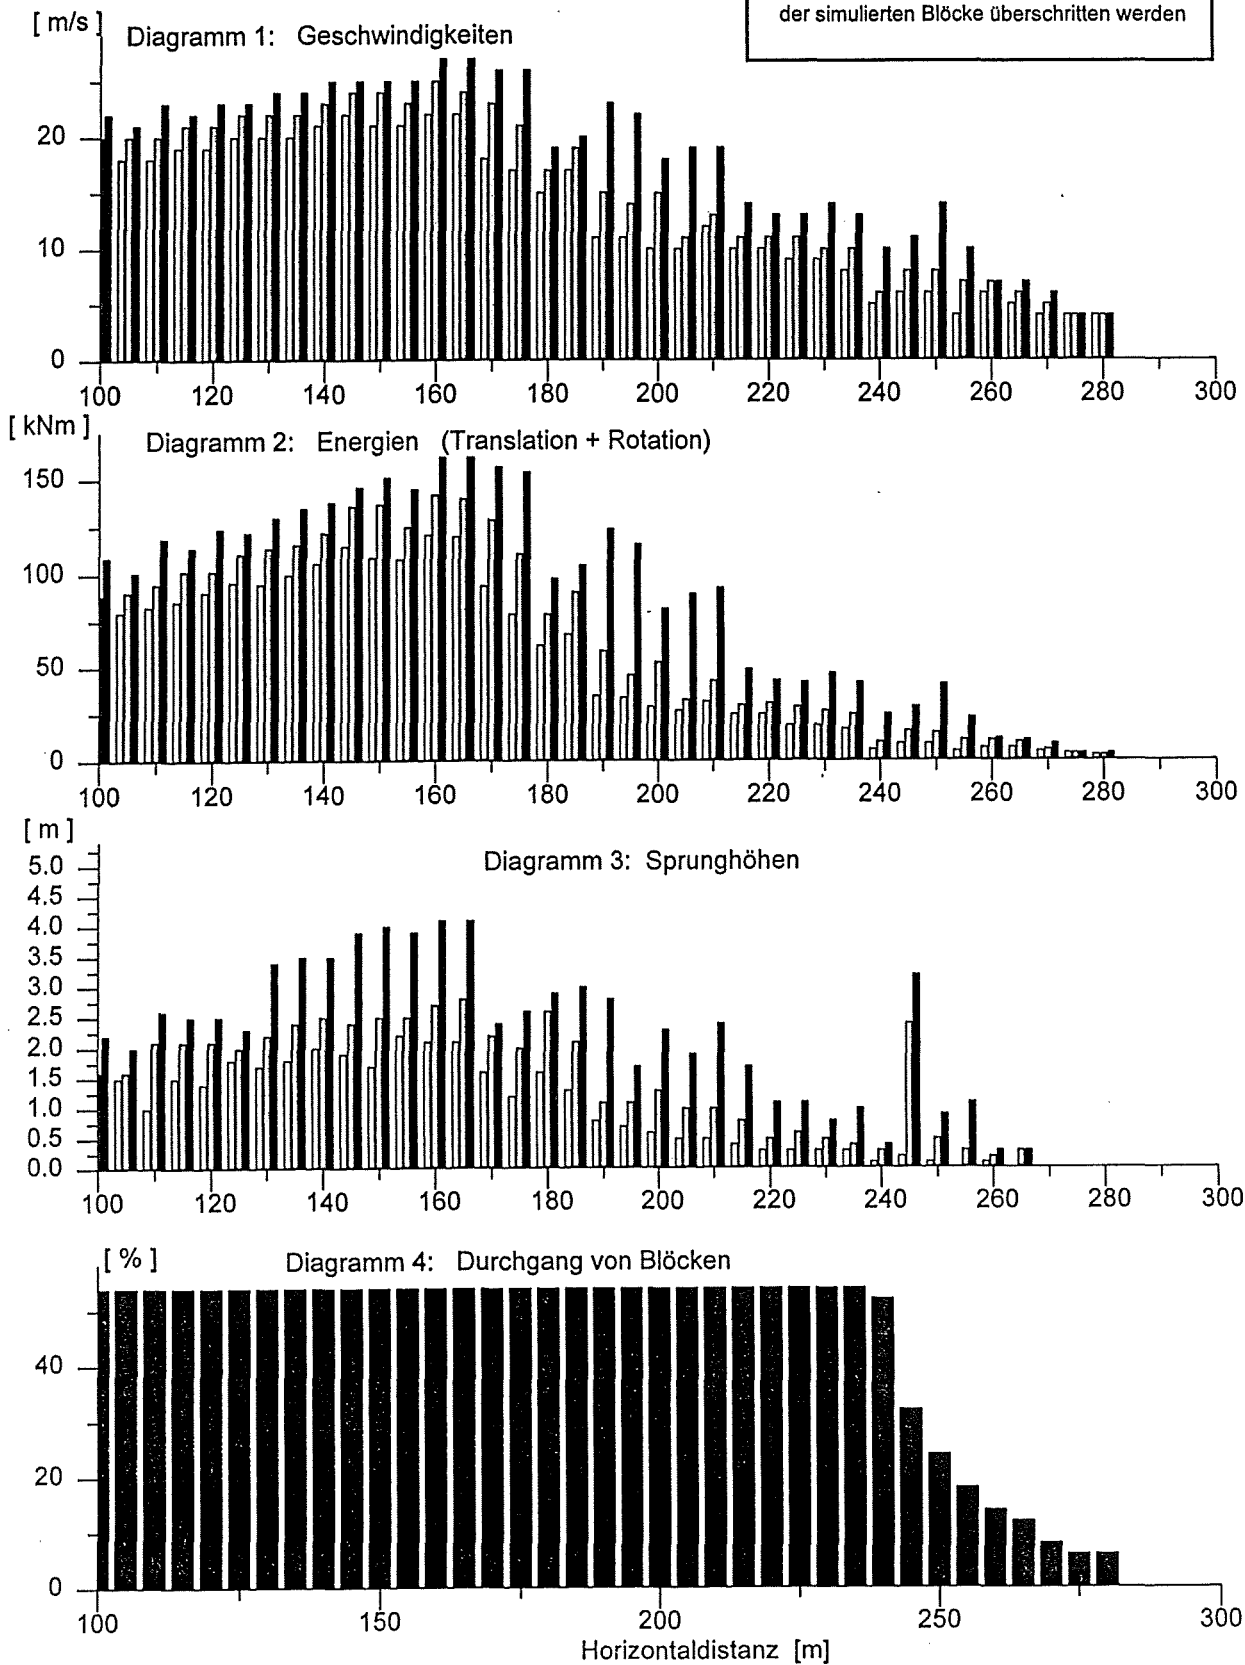 der simulierten Blöcke überschritten werden
[ m/s ]
Diagramm 1: Geschwindigkeiten
20
10
0
100 120 140 160 180 200 220 240 260 280 300
[ kNm ]
Diagramm 2: Energien (Translation + Rotation)
150
100
50
0
100 120 140 160 180 200 220 240 260 280 300
[ m ]
Diagramm 3: Sprunghöhen
5.0
4.5
4.0
3.5
3.0
2.5
2.0
1.5
1.0
0.5
0.0
100 120 140 160 180 200 220 240 260 280 300
[ % ]
Diagramm 4: Durchgang von Blöcken
40
20
0
100 150 200 250 300
Horizontaldistanz [m]